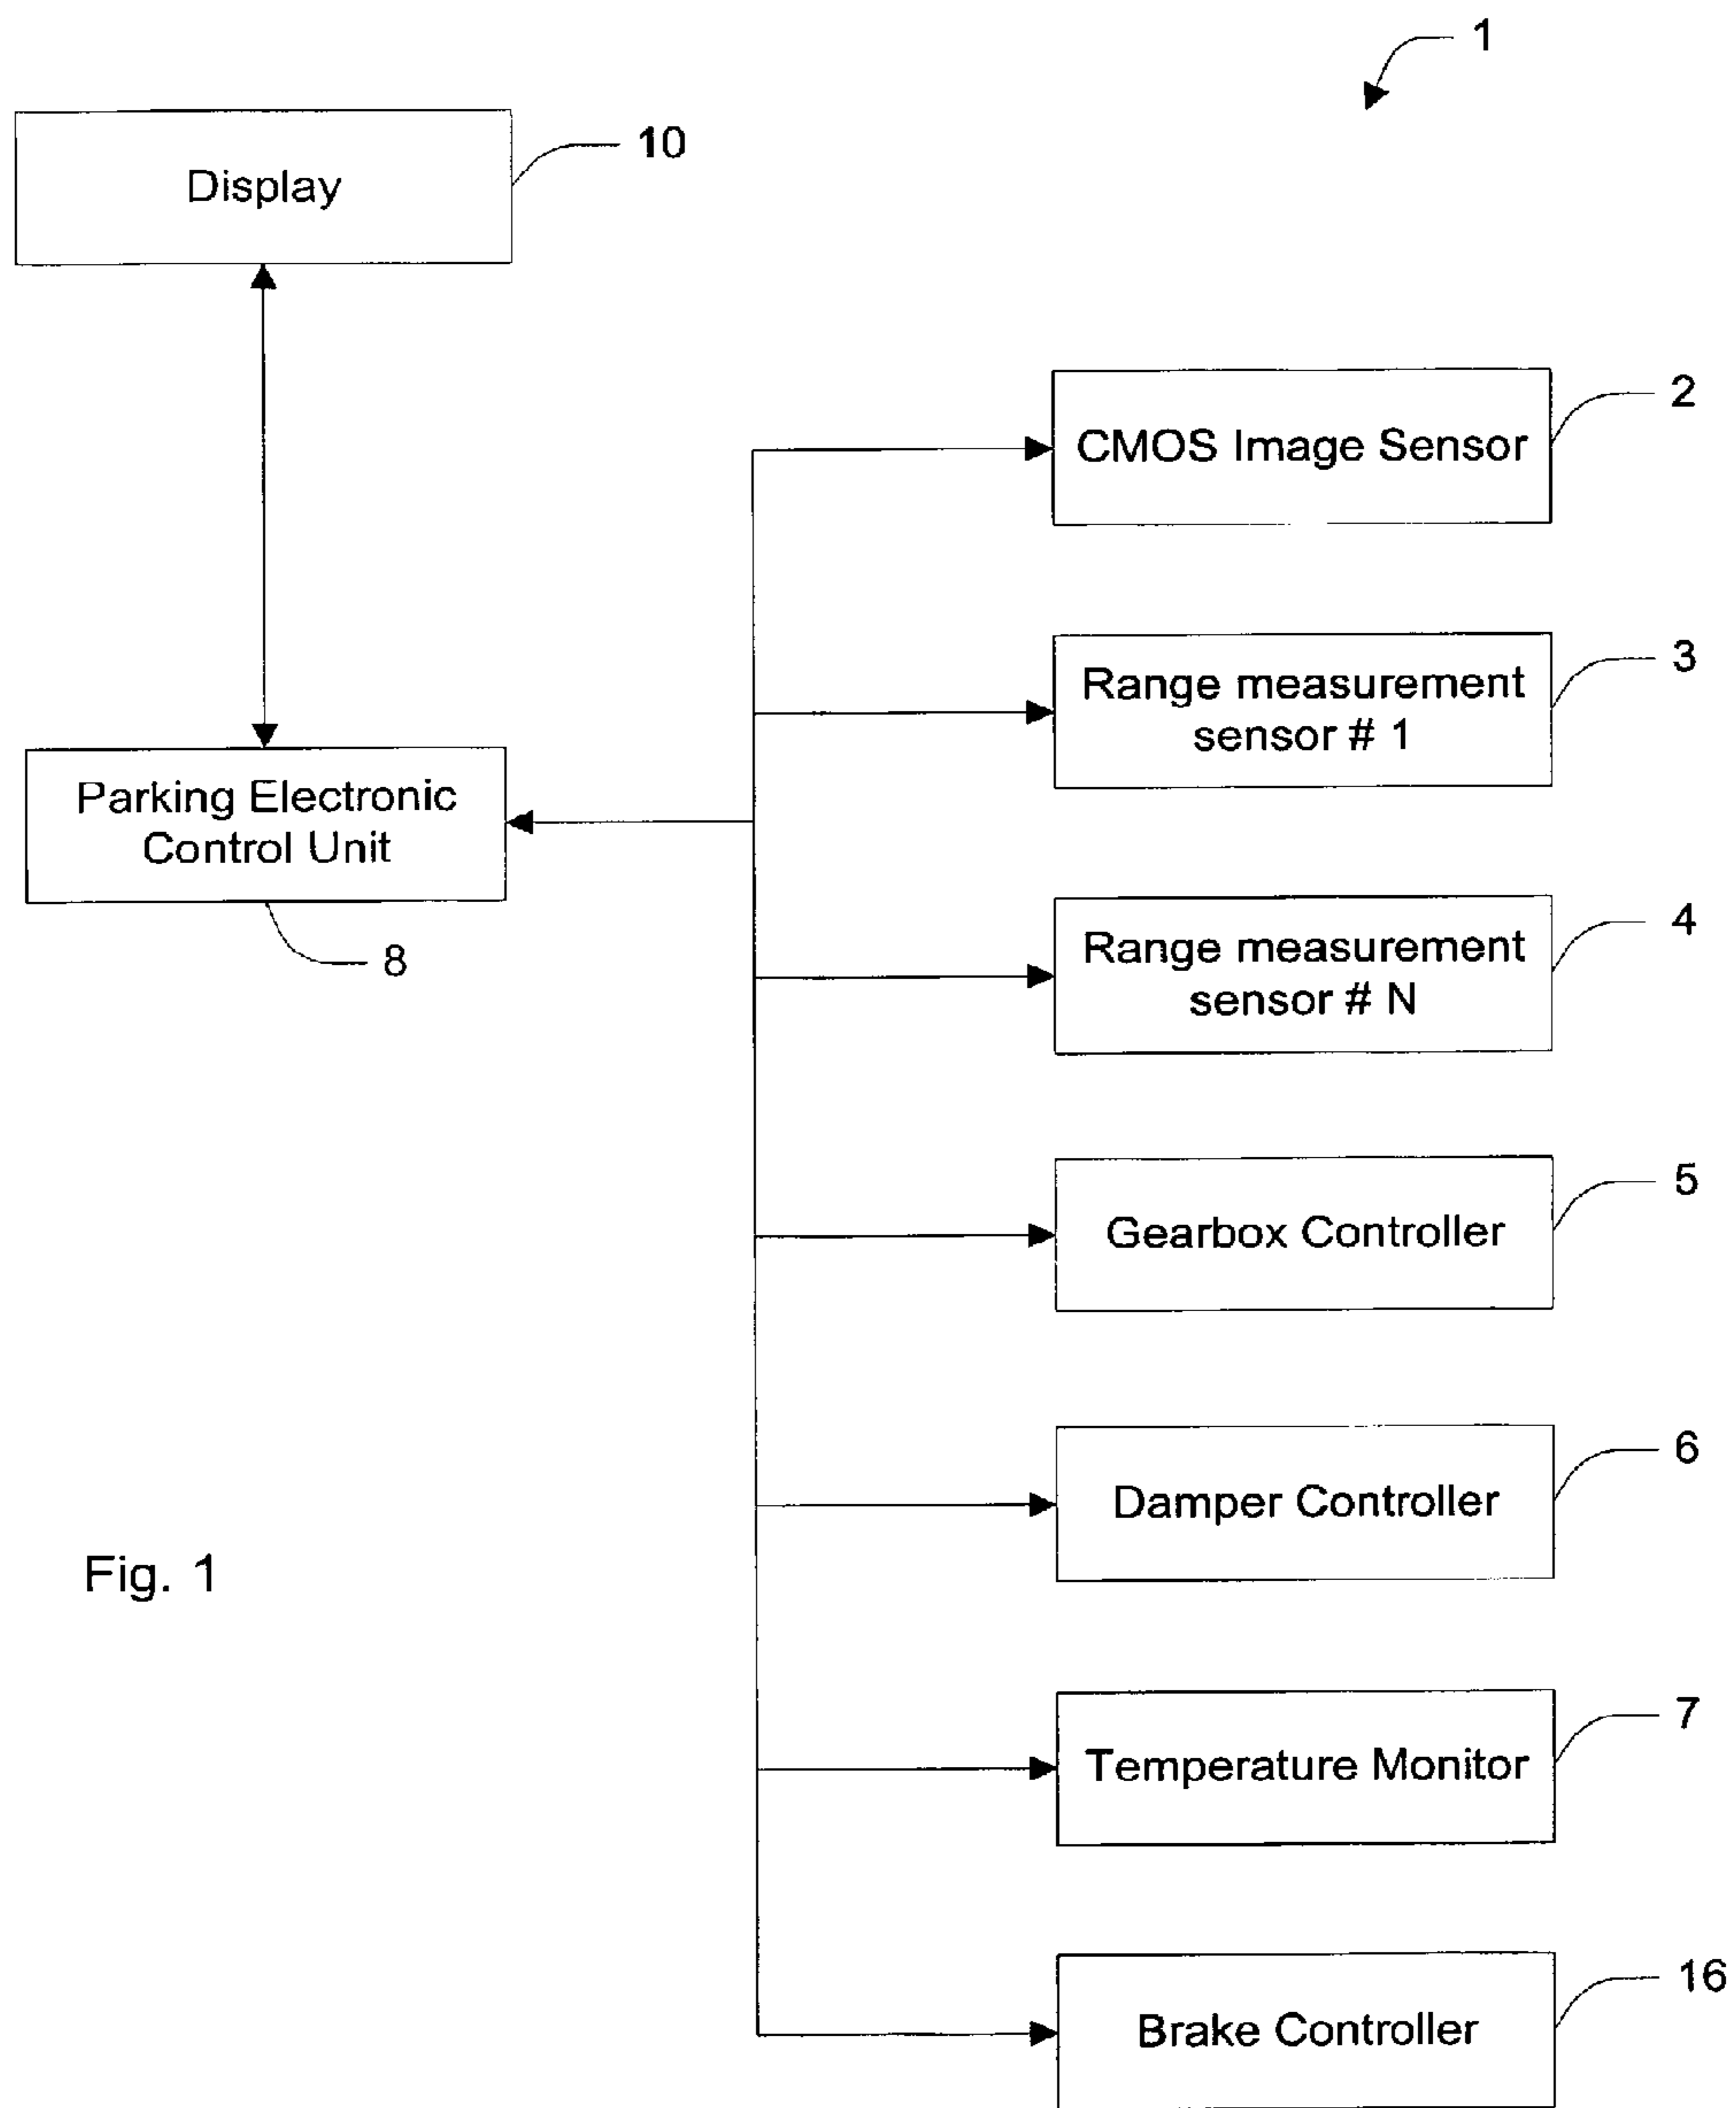 1
Display
10
CMOS Image Sensor
2
Range measurement
sensor # 1
3
Parking Electronic
Control Unit
8
Range measurement
sensor # N
4
Gearbox Controller
5
Damper Controller
6
Fig. 1
Temperature Monitor
7
Brake Controller
16